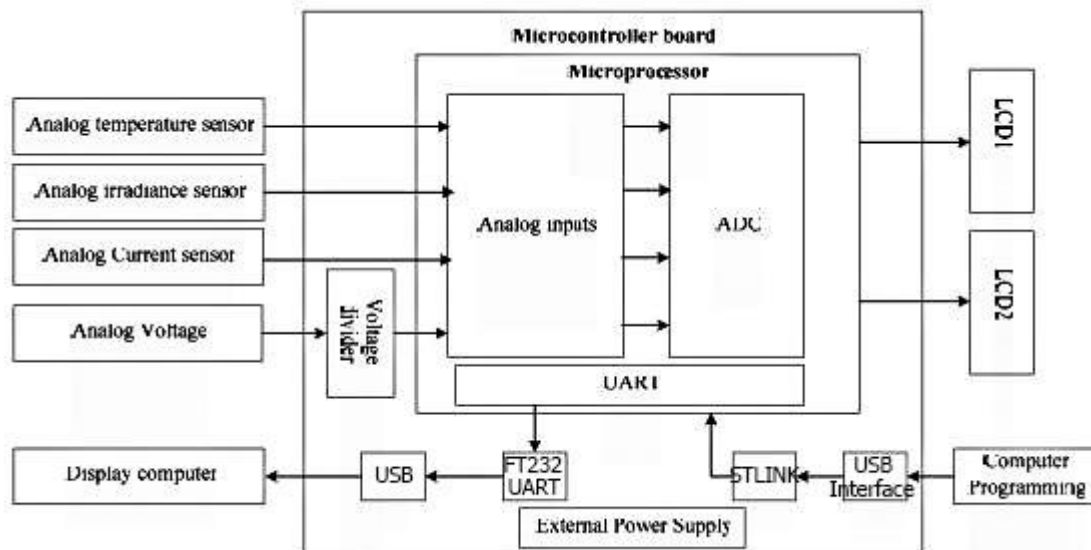 Microcontroller board
Microprocessor
Analog temperature sensor
Analog irradiance sensor
Analog Current sensor
Analog Voltage
Voltage
divider
Analog inputs
ADC
UART
LCD1
LCD2
Display computer
USB
FT232
UART
STLINK
USB
Interface
Computer
Programming
External Power Supply